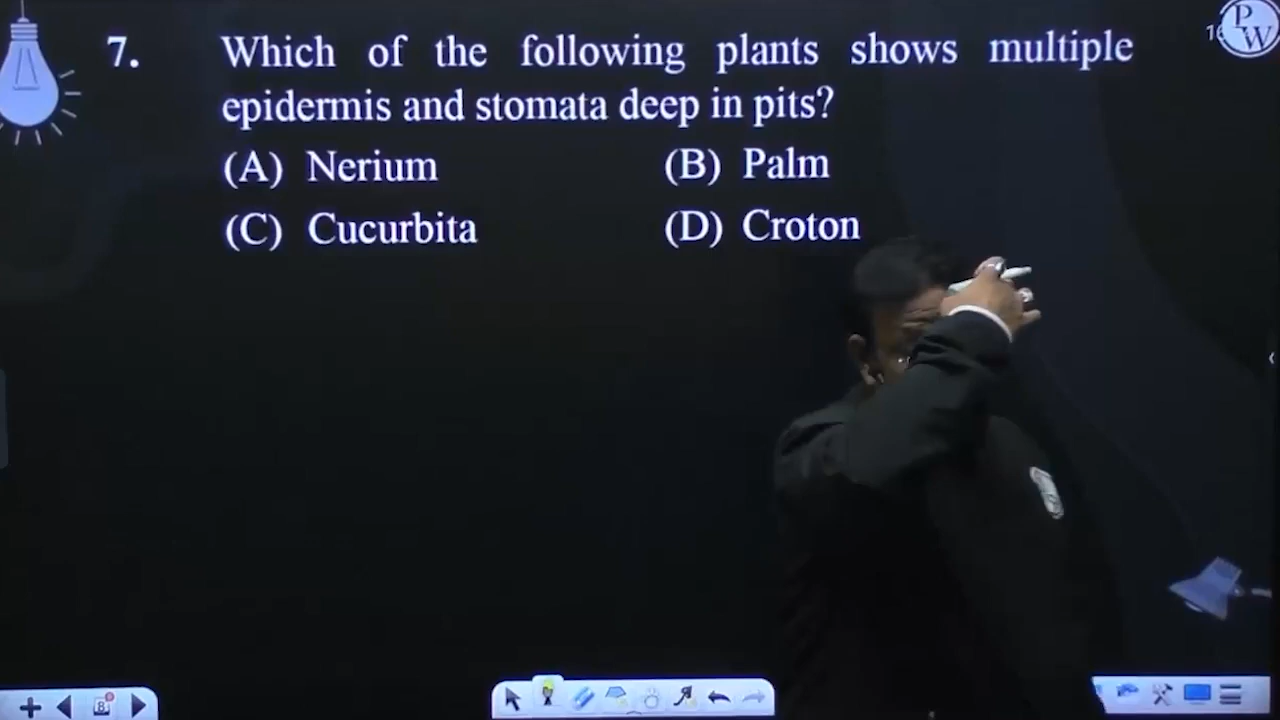 7. Which of the following plants shows multiple
epidermis and stomata deep in pits?
(A) Nerium (B) Palm
(C) Cucurbita (D) Croton
PW
8